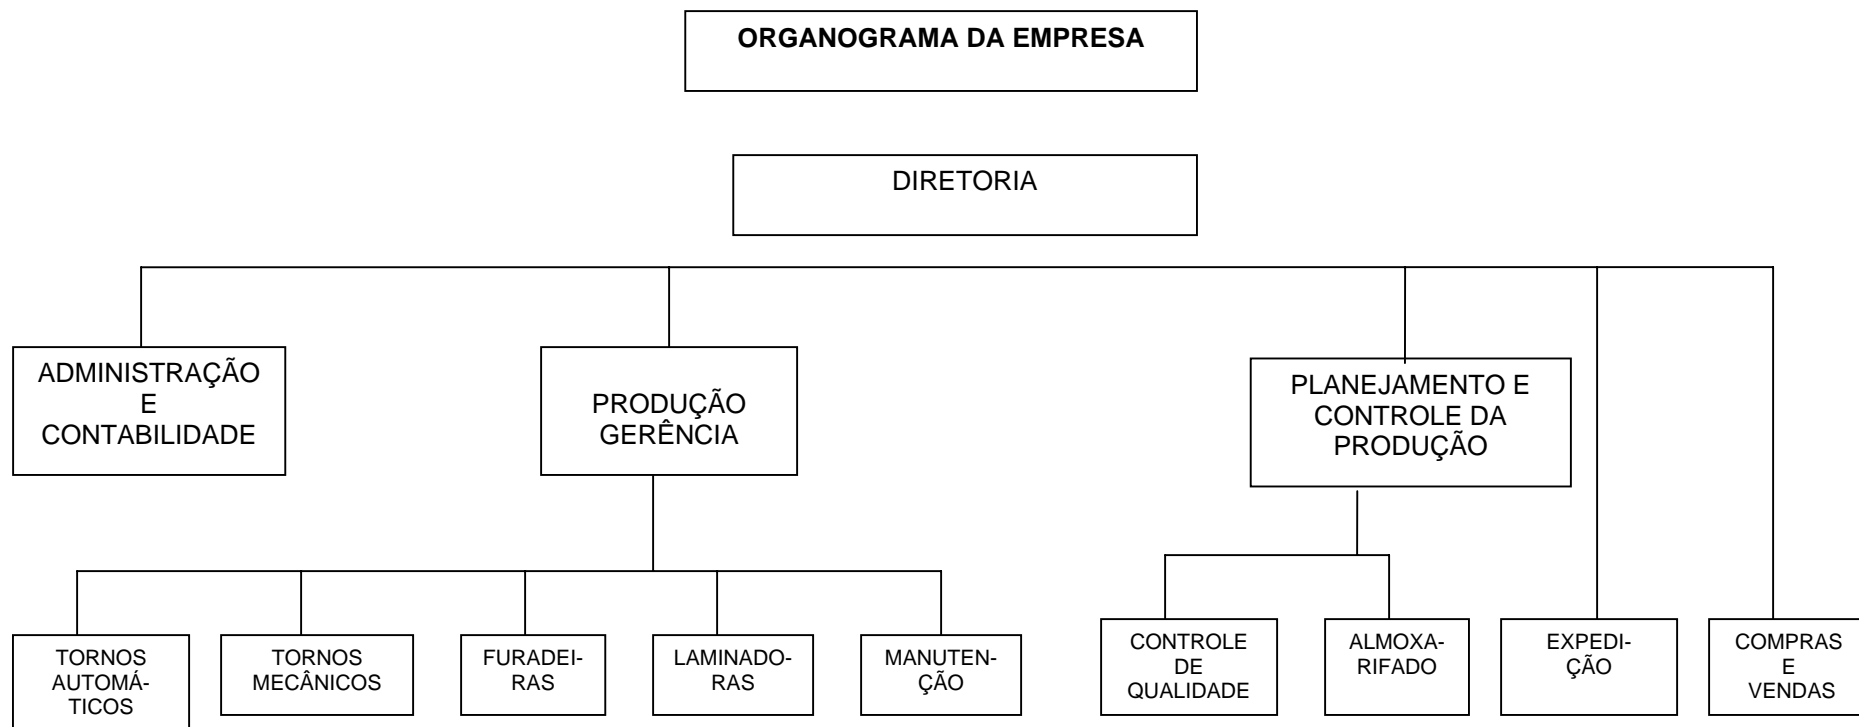 ORGANOGRAMA DA EMPRESA
DIRETORIA
ADMINISTRAÇÃO
E
CONTABILIDADE
PRODUÇÃO
GERÊNCIA
PLANEJAMENTO E
CONTROLE DA
PRODUÇÃO
TORNOS
AUTOMÁ-
TICOS
TORNOS
MECÂNICOS
FURADEI-
RAS
LAMINADO-
RAS
MANUTEN-
ÇÃO
CONTROLE
DE
QUALIDADE
ALMOXA-
RIFADO
EXPEDI-
ÇÃO
COMPRAS
E
VENDAS